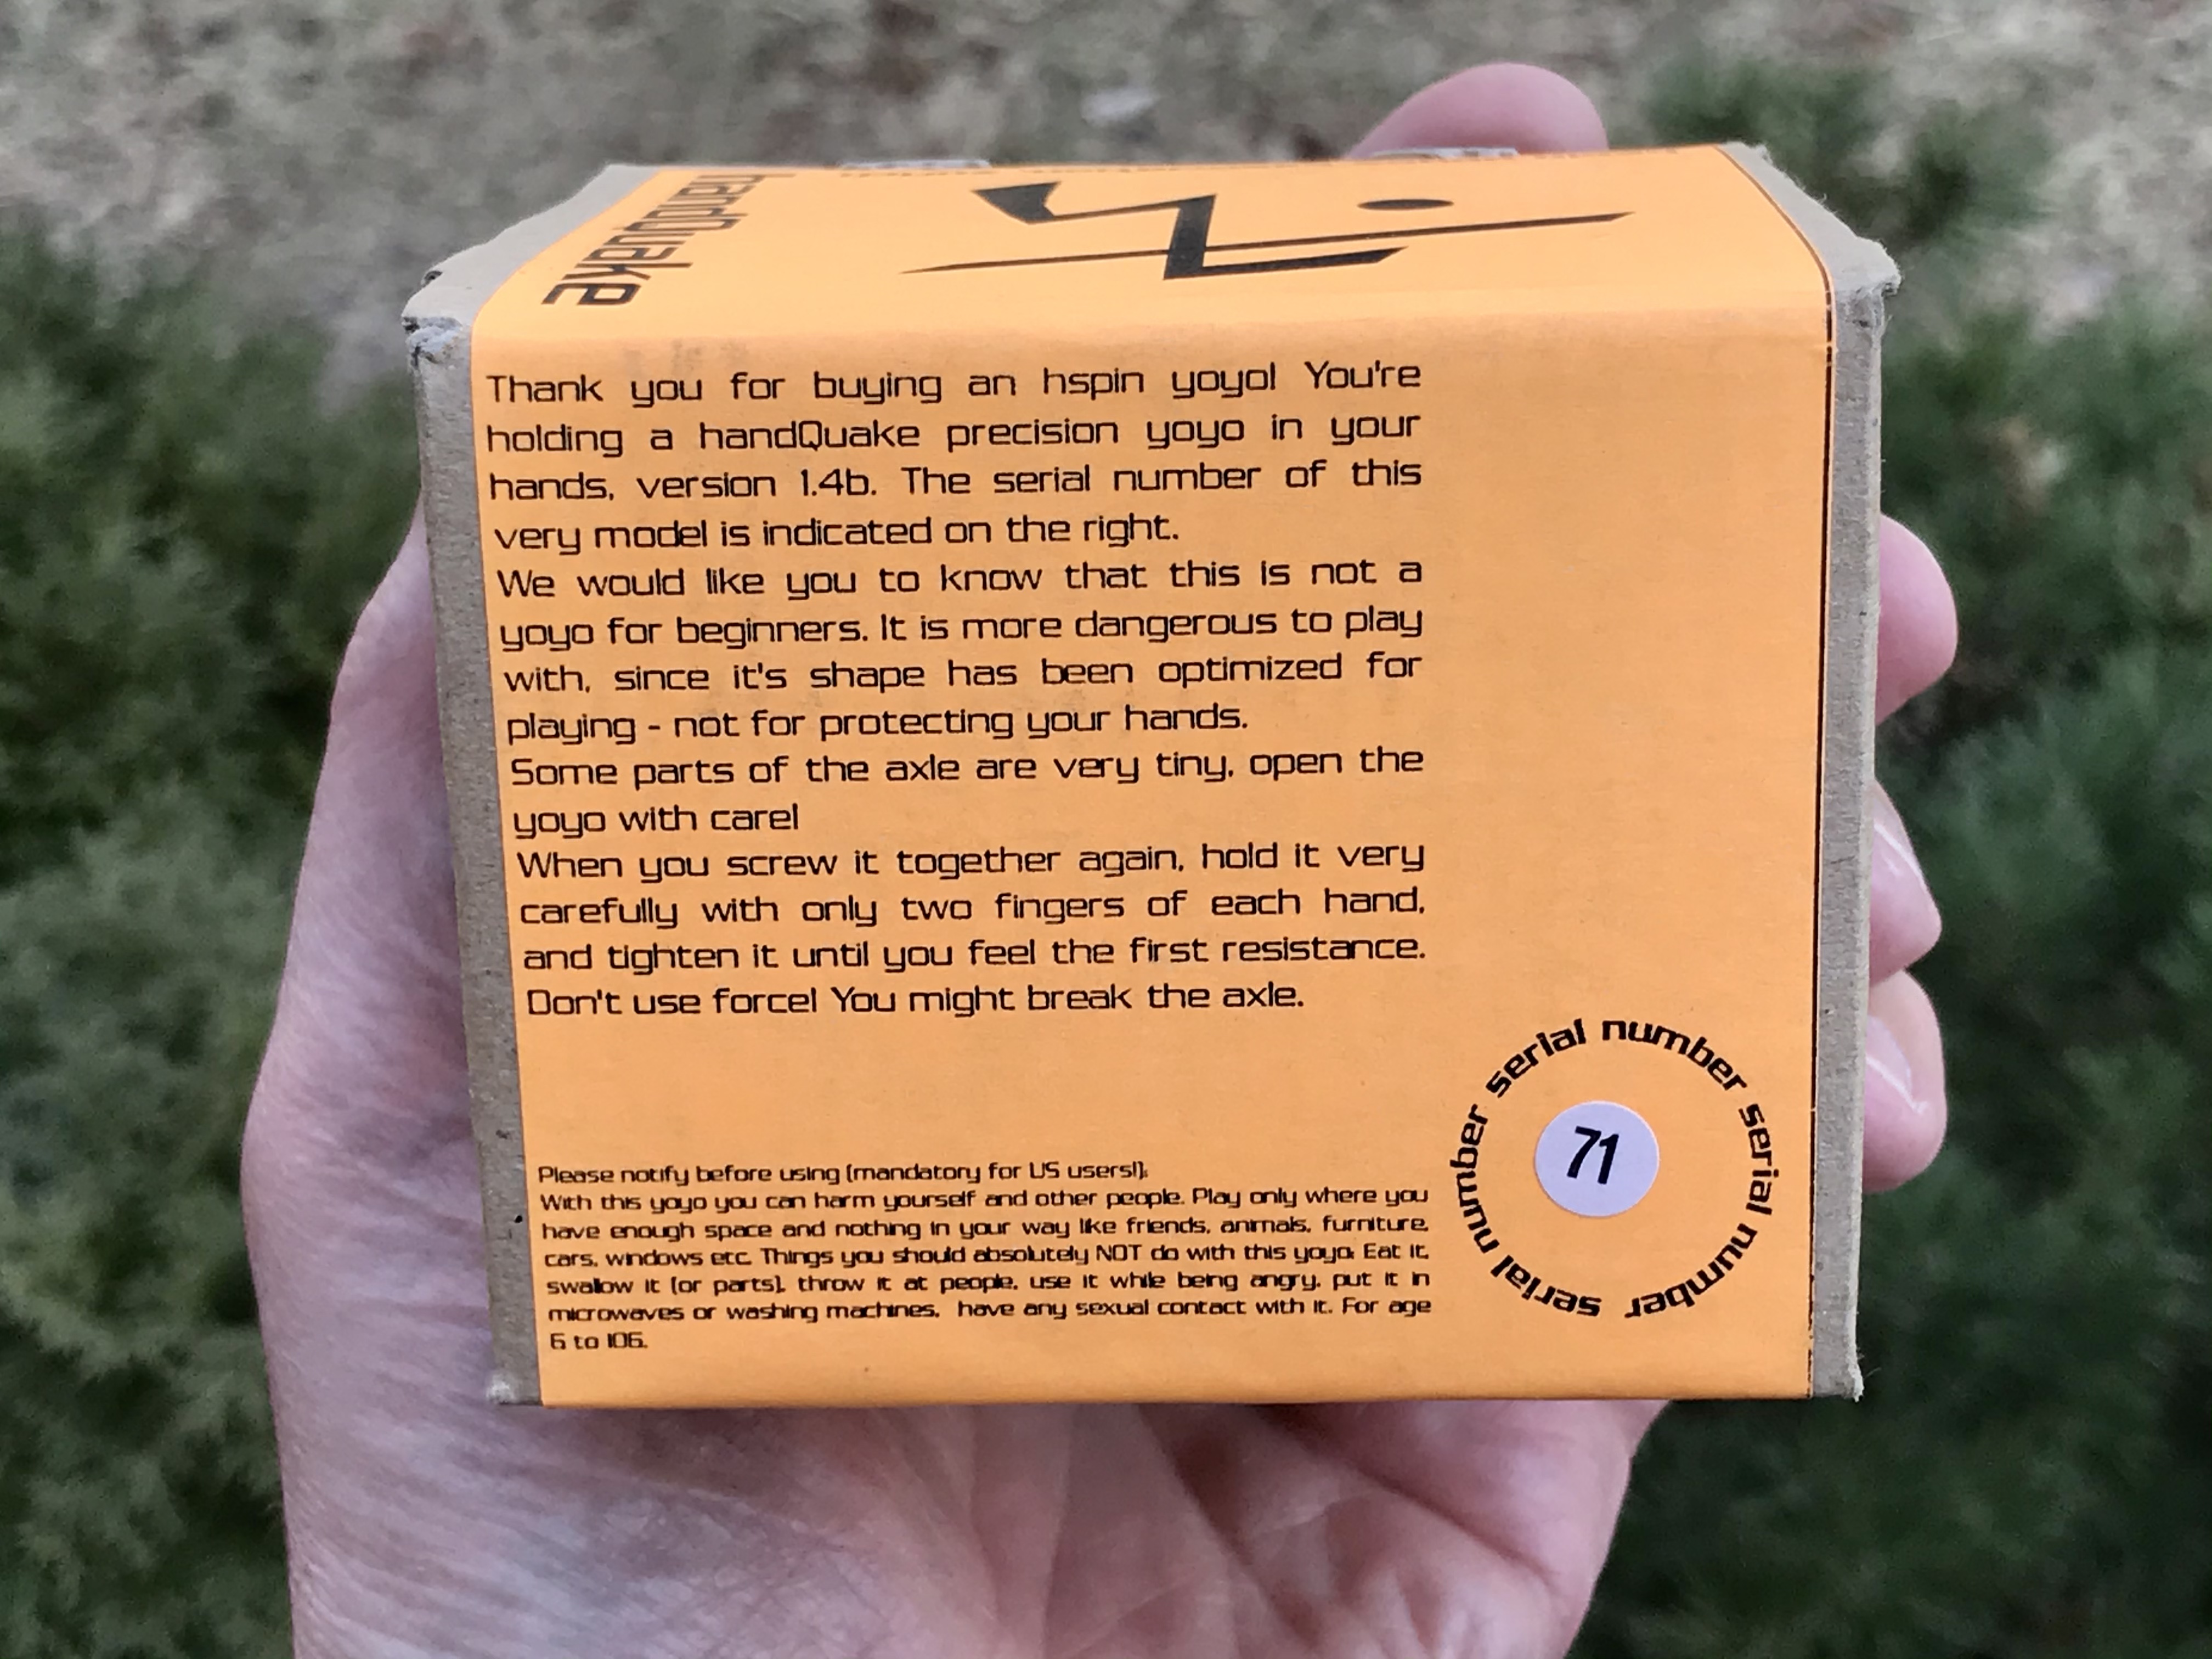 handQuake
Thank you for buying an hspin yoyo! You're
holding a handQuake precision yoyo in your
hands, version 1.4b. The serial number of this
very model is indicated on the right.
We would like you to know that this is not a
yoyo for beginners. It is more dangerous to play
with, since it's shape has been optimized for
playing - not for protecting your hands.
Some parts of the axle are very tiny, open the
yoyo with care!
When you screw it together again, hold it very
carefully with only two fingers of each hand,
and tighten it until you feel the first resistance.
Don't use force! You might break the axle.
Please notify before using (mandatory for US users!):
With this yoyo you can harm yourself and other people. Play only where you
have enough space and nothing in your way like friends, animals, furniture,
cars, windows etc. Things you should absolutely NOT do with this yoyo: Eat it,
swallow it (or parts), throw it at people, use it while being angry, put it in
microwaves or washing machines, have any sexual contact with it. For age
6 to 106.
serial number serial number serial number
71